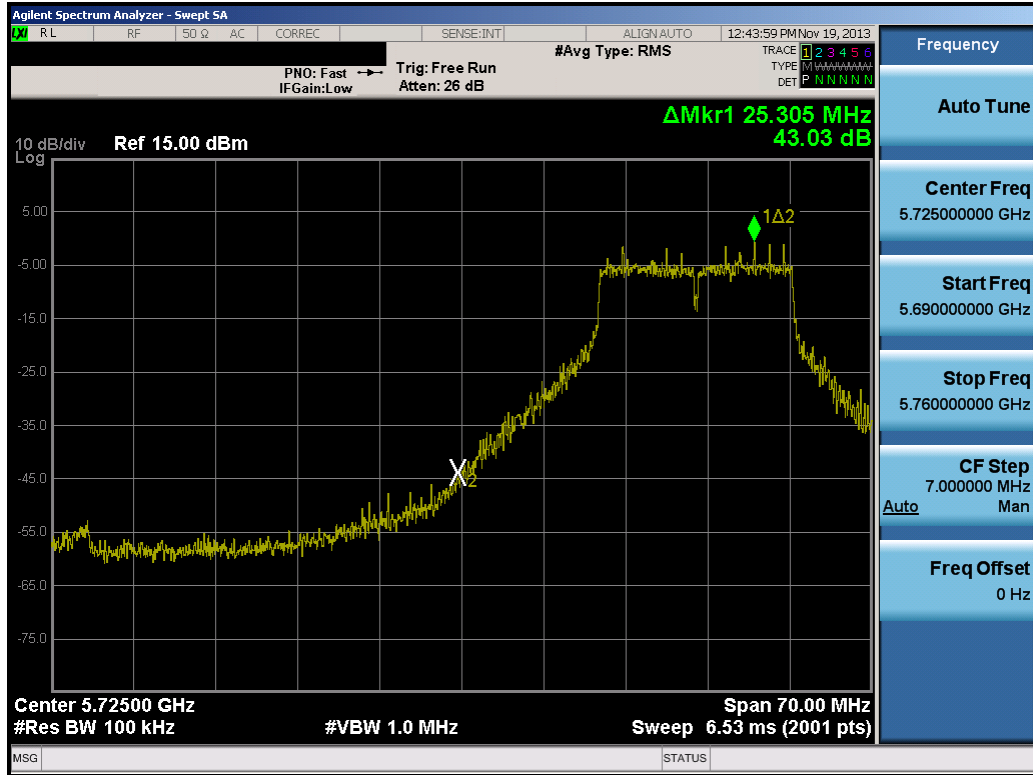 Agilent Spectrum Analyzer - Swept SA
LXI RL RF 50 Ω AC CORREC SENSE:INT ALIGN AUTO 12:43:59 PM Nov 19, 2013
#Avg Type: RMS
TRACE 1 2 3 4 5 6
TYPE M WWWWW
DET P N N N N N
PNO: Fast
IFGain:Low
Trig: Free Run
Atten: 26 dB
ΔMkr1 25.305 MHz
43.03 dB
10 dB/div
Log
Ref 15.00 dBm
5.00
-5.00
-15.0
-25.0
-35.0
-45.0
-55.0
-65.0
-75.0
1Δ2
X2
Center 5.72500 GHz
#Res BW 100 kHz
#VBW 1.0 MHz
Span 70.00 MHz
Sweep 6.53 ms (2001 pts)
MSG
STATUS
Frequency
Auto Tune
Center Freq
5.725000000 GHz
Start Freq
5.690000000 GHz
Stop Freq
5.760000000 GHz
CF Step
7.000000 MHz
Auto Man
Freq Offset
0 Hz